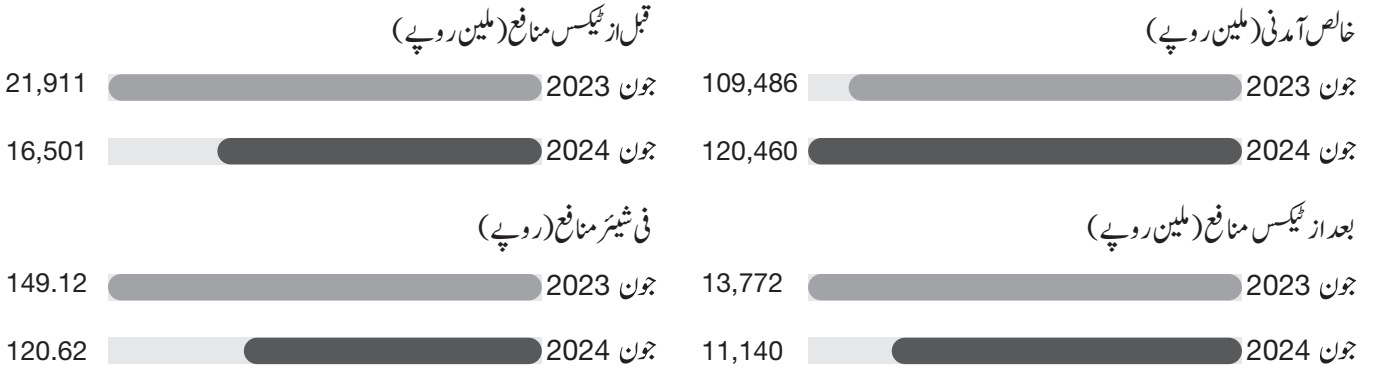 خالص آمدنی (ملین روپے)
جون 2023 109,486
جون 2024 120,460
قبل از ٹیکس منافع (ملین روپے)
جون 2023 21,911
جون 2024 16,501
بعد از ٹیکس منافع (ملین روپے)
جون 2023 13,772
جون 2024 11,140
فی شیئر منافع (روپے)
جون 2023 149.12
جون 2024 120.62